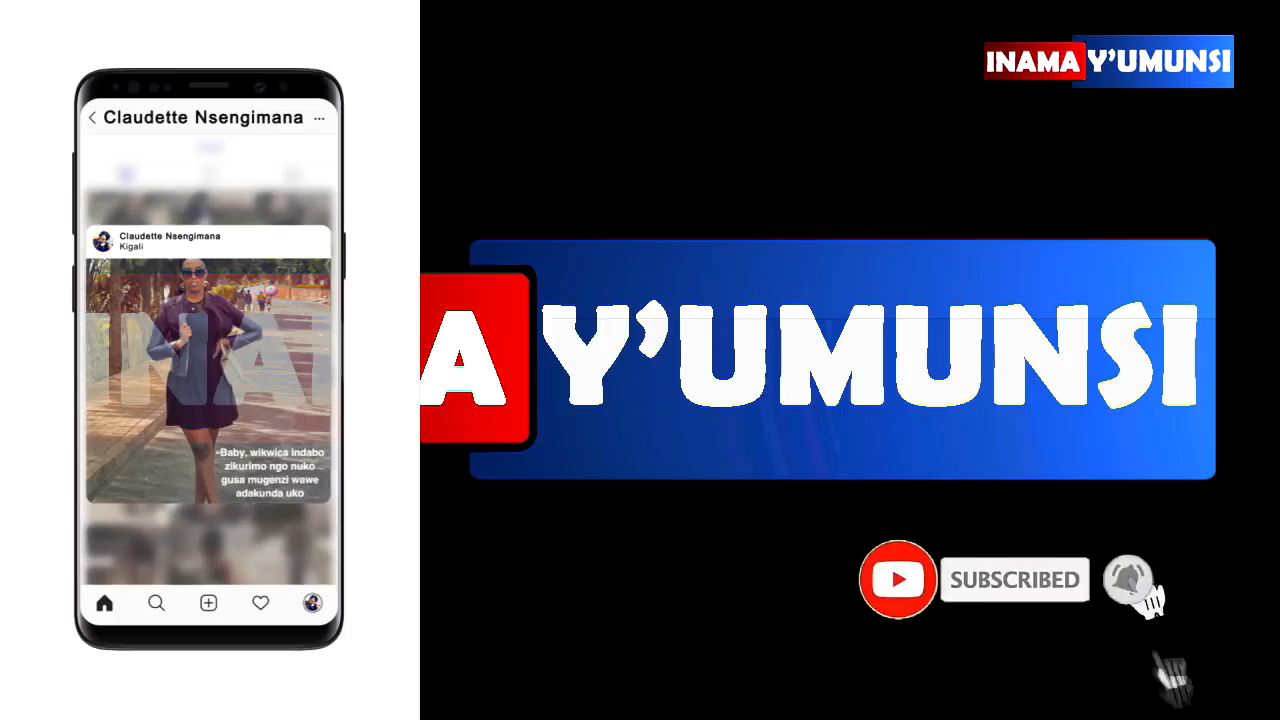 Claudette Nsengimana
Claudette Nsengimana
Kigali
-Baby, wikwica indabo
zikurimo ngo nuko
gusa mugenzi wawe
adakunda uko
INAMA Y'UMUNSI
INA
A Y'UMUNSI
SUBSCRIBED